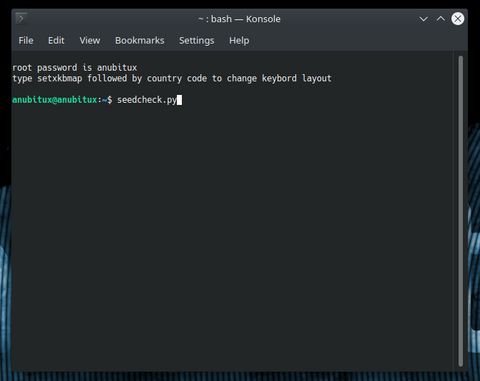 ~ : bash — Konsole
File Edit View Bookmarks Settings Help
root password is anubitux
type setxkbmap followed by country code to change keybord layout
anubitux@anubitux:~$ seedcheck.py